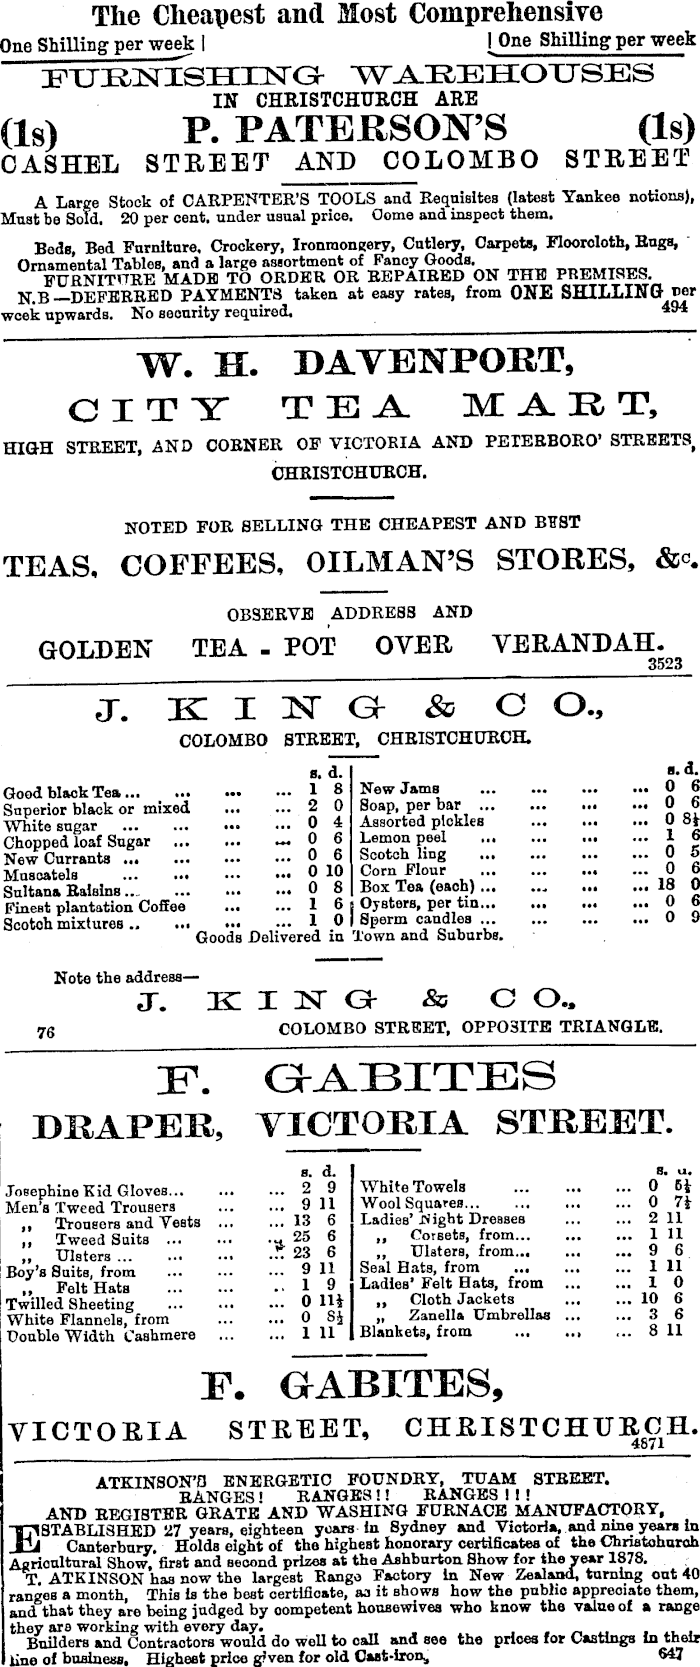 The Cheapest and Most Comprehensive
One Shilling per week | | One Shilling per week
FURNISHING WAREHOUSES
IN CHRISTCHURCH ARE
(1s) P. PATERSON'S (1s)
CASHEL STREET AND COLOMBO STREET
A Large Stock of CARPENTER'S TOOLS and Requisites (latest Yankee notions),
Must be Sold. 20 per cent. under usual price. Come and inspect them.
Beds, Bed Furniture, Crockery, Ironmongery, Cutlery, Carpets, Floorcloth, Rugs,
Ornamental Tables, and a large assortment of Fancy Goods.
FURNITURE MADE TO ORDER OR REPAIRED ON THE PREMISES.
N.B—DEFERRED PAYMENTS taken at easy rates, from ONE SHILLING per
week upwards. No security required. 494
W. H. DAVENPORT,
CITY TEA MART,
HIGH STREET, AND CORNER OF VICTORIA AND PETERBORO' STREETS,
CHRISTCHURCH.
NOTED FOR SELLING THE CHEAPEST AND BEST
TEAS, COFFEES, OILMAN'S STORES, &c.
OBSERVE ADDRESS AND
GOLDEN TEA-POT OVER VERANDAH.
3523
J. KING & CO.,
COLOMBO STREET, CHRISTCHURCH.
s. d.
Good black Tea ... ... ... ... 1 8
Superior black or mixed ... ... 2 0
White sugar ... ... ... ... 0 4
Chopped loaf Sugar ... ... ... 0 6
New Currants ... ... ... ... 0 6
Muscatels ... ... ... ... 0 10
Sultana Raisins ... ... ... ... 0 8
Finest plantation Coffee ... ... 1 6
Scotch mixtures .. ... ... ... 1 0
s. d.
New Jams ... ... ... ... 0 6
Soap, per bar ... ... ... ... 0 6
Assorted pickles ... ... ... 0 8½
Lemon peel ... ... ... ... 1 6
Scotch ling ... ... ... ... 0 5
Corn Flour ... ... ... ... 0 6
Box Tea (each) ... ... ... ... 18 0
Oysters, per tin ... ... ... ... 0 6
Sperm candles ... ... ... ... 0 9
Goods Delivered in Town and Suburbs.
Note the address—
J. KING & CO.,
76 COLOMBO STREET, OPPOSITE TRIANGLE.
F. GABITES
DRAPER, VICTORIA STREET.
s. d.
Josephine Kid Gloves... ... ... 2 9
Men's Tweed Trousers ... ... 9 11
„ Trousers and Vests ... ... 13 6
„ Tweed Suits ... ... ... 25 6
„ Ulsters ... ... ... ... 23 6
Boy's Suits, from ... ... ... 9 11
„ Felt Hats ... ... .. 1 9
Twilled Sheeting ... ... ... 0 11½
White Flannels, from ... ... 0 8½
Double Width Cashmere ... ... 1 11
s. d.
White Towels ... ... ... 0 5½
Wool Squares... ... ... ... 0 7½
Ladies' Night Dresses ... ... 2 11
„ Corsets, from... ... ... 1 11
„ Ulsters, from... ... ... 9 6
Seal Hats, from ... ... ... 1 11
Ladies' Felt Hats, from ... ... 1 0
„ Cloth Jackets ... ... 10 6
„ Zanella Umbrellas ... ... 3 6
Blankets, from ... ... ... 8 11
F. GABITES,
VICTORIA STREET, CHRISTCHURCH.
4871
ATKINSON'S ENERGETIC FOUNDRY, TUAM STREET.
RANGES! RANGES!! RANGES!!!
AND REGISTER GRATE AND WASHING FURNACE MANUFACTORY,
ESTABLISHED 27 years, eighteen years in Sydney and Victoria, and nine years in
Canterbury. Holds eight of the highest honorary certificates of the Christchurch
Agricultural Show, first and second prizes at the Ashburton Show for the year 1878.
T. ATKINSON has now the largest Range Factory in New Zealand, turning out 40
ranges a month, This is the best certificate, as it shows how the public appreciate them,
and that they are being judged by competent housewives who know the value of a range
they are working with every day.
Builders and Contractors would do well to call and see the prices for Castings in their
line of business. Highest price given for old Cast-iron, 647